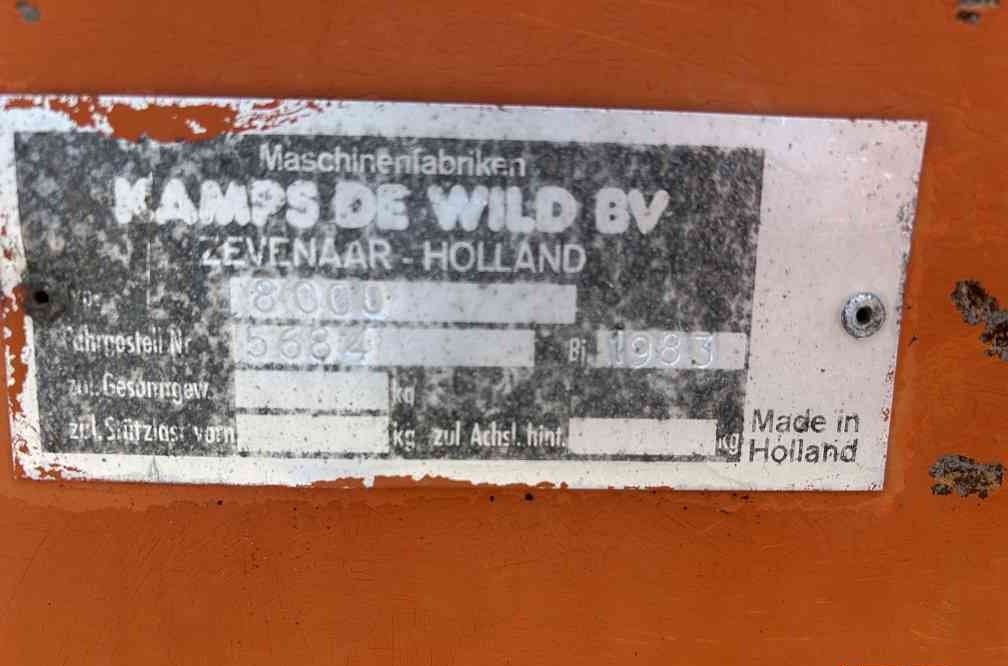 Maschinenfabriken
KAMPS DE WILD BV
ZEVENAAR - HOLLAND
8000
Fahrgestell Nr 5684 Bj 1983
zul. Gesamtgew. kg
zul. Stützlast vorn kg zul Achsl. hint. kg
Made in
Holland